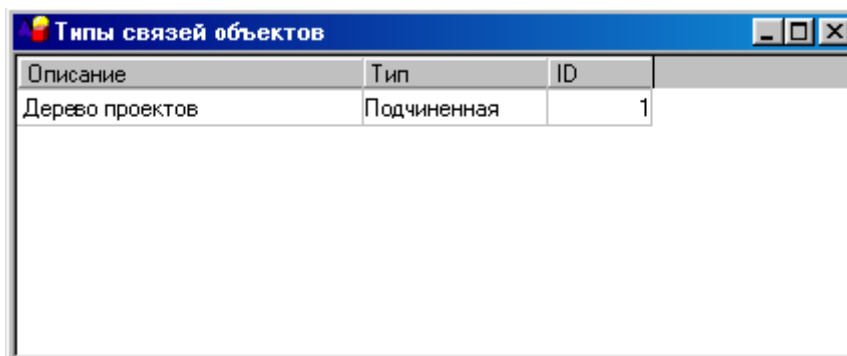 Типы связей объектов
Описание Тип ID
Дерево проектов Подчиненная 1